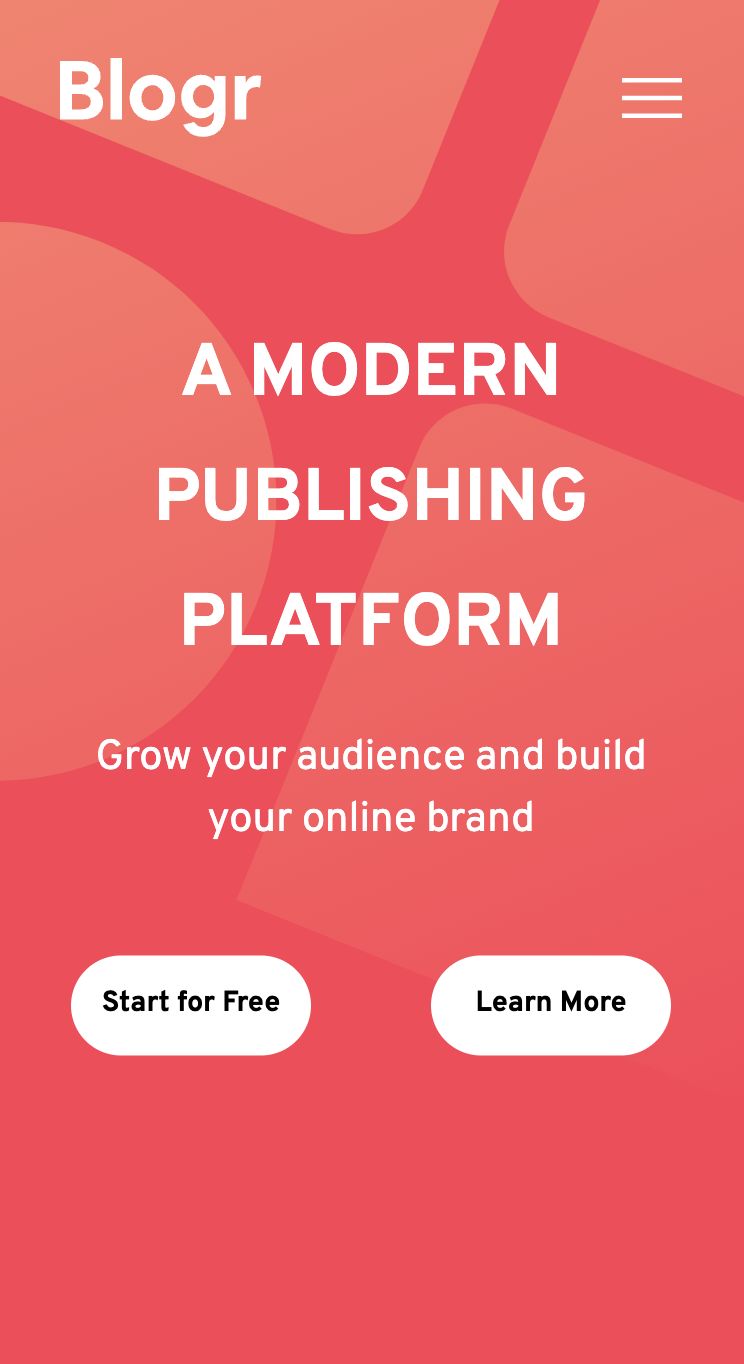 Blogr
A MODERN
PUBLISHING
PLATFORM
Grow your audience and build
your online brand
Start for Free
Learn More